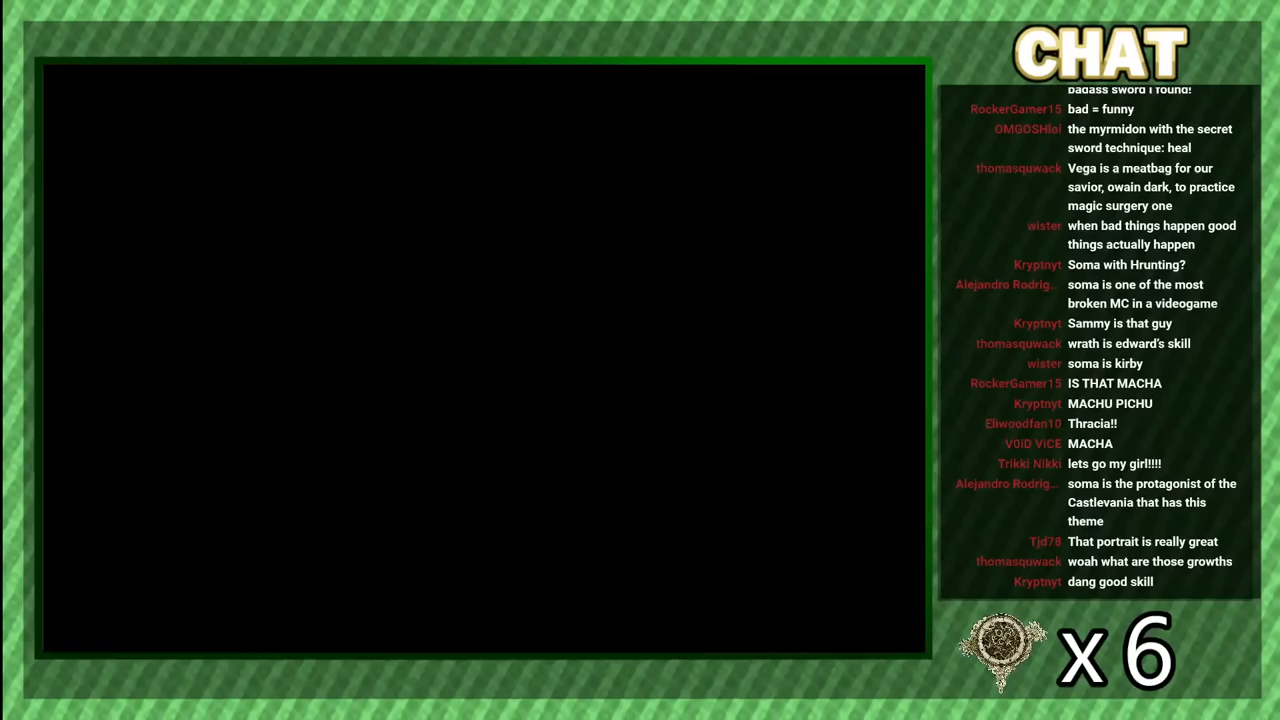 CHAT
badass sword I found!
RockerGamer15 bad = funny
OMGOSHlol the myrmidon with the secret
sword technique: heal
thomasquwack Vega is a meatbag for our
savior, owain dark, to practice
magic surgery one
wister when bad things happen good
things actually happen
Kryptnyt Soma with Hrunting?
Alejandro Rodrig... soma is one of the most
broken MC in a videogame
Kryptnyt Sammy is that guy
thomasquwack wrath is edward's skill
wister soma is kirby
RockerGamer15 IS THAT MACHA
Kryptnyt MACHU PICHU
Eliwoodfan10 Thracia!!
V0iD ViCE MACHA
Trikki Nikki lets go my girl!!!!
Alejandro Rodrig... soma is the protagonist of the
Castlevania that has this
theme
Tjd78 That portrait is really great
thomasquwack woah what are those growths
Kryptnyt dang good skill
x 6